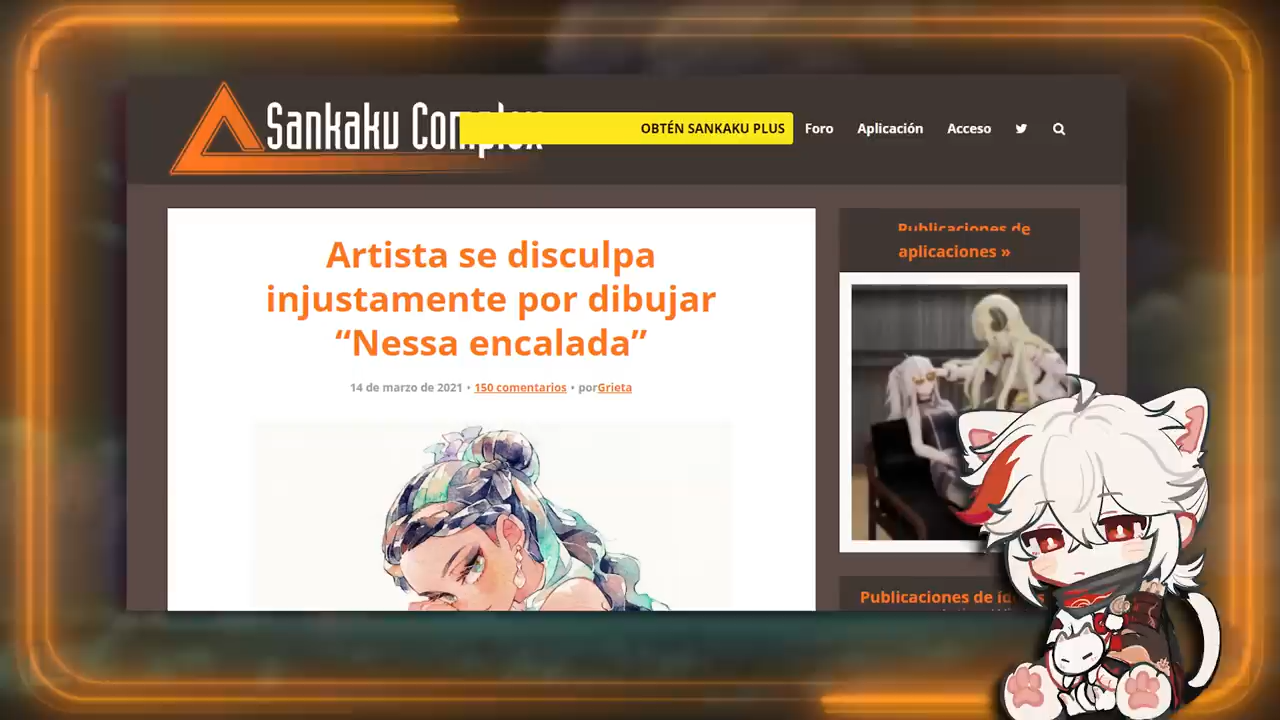 Sankaku Complex
OBTÉN SANKAKU PLUS
Foro
Aplicación
Acceso
Artista se disculpa
injustamente por dibujar
“Nessa encalada”
14 de marzo de 2021 • 150 comentarios • porGrieta
Publicaciones de
aplicaciones »
Publicaciones de